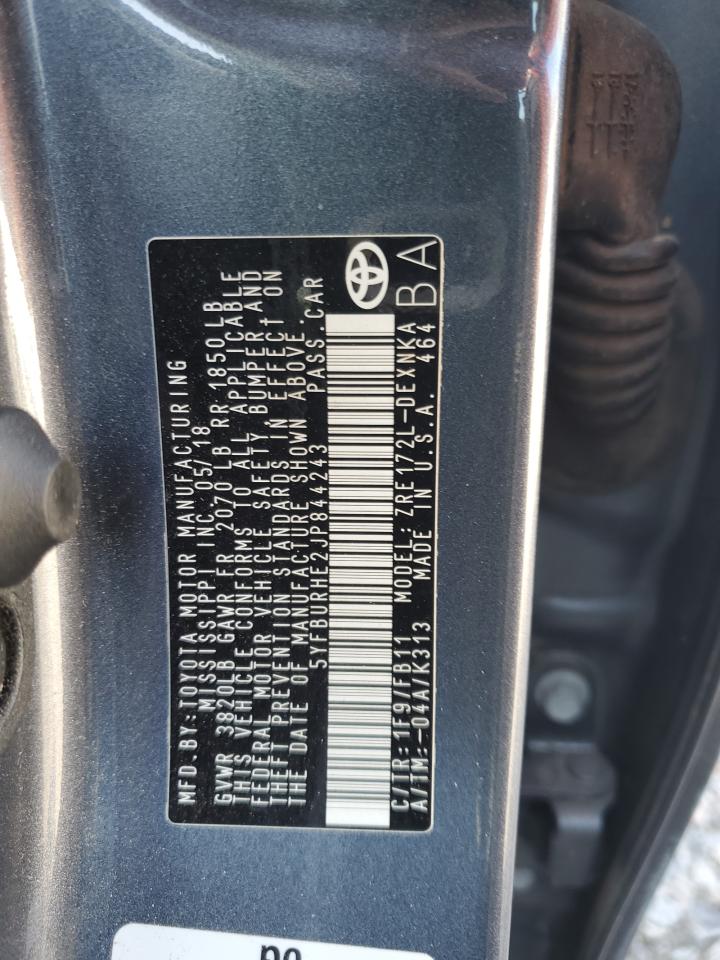 MFD.BY:TOYOTA MOTOR MANUFACTURING
MISSISSIPPI INC. 05/18
GVWR 3820LB GAWR FR 2070 LB RR 1850 LB
THIS VEHICLE CONFORMS TO ALL APPLICABLE
FEDERAL MOTOR VEHICLE SAFETY BUMPER AND
THEFT PREVENTION STANDARDS IN EFFECT ON
THE DATE OF MANUFACTURE SHOWN ABOVE.
5YFBURHE2JP844243 PASS.CAR
C/TR:1F9/FB11 MODEL:ZRE172L-DEXNKA
A/TM:-04A/K313 MADE IN U.S.A. 464
BA